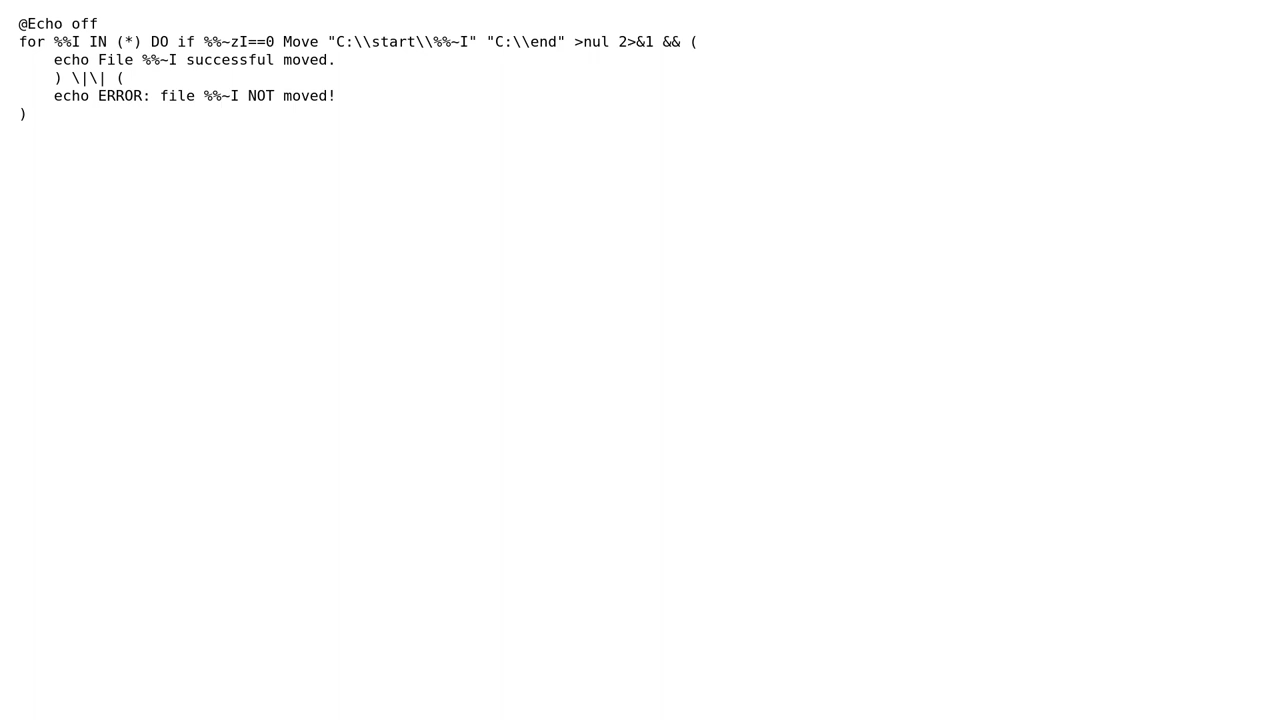 @Echo off
for %%I IN (*) DO if %%~zI==0 Move "C:\\start\\%%~I" "C:\\end" >nul 2>&1 && (
    echo File %%~I successful moved.
    ) \|\| (
    echo ERROR: file %%~I NOT moved!
)